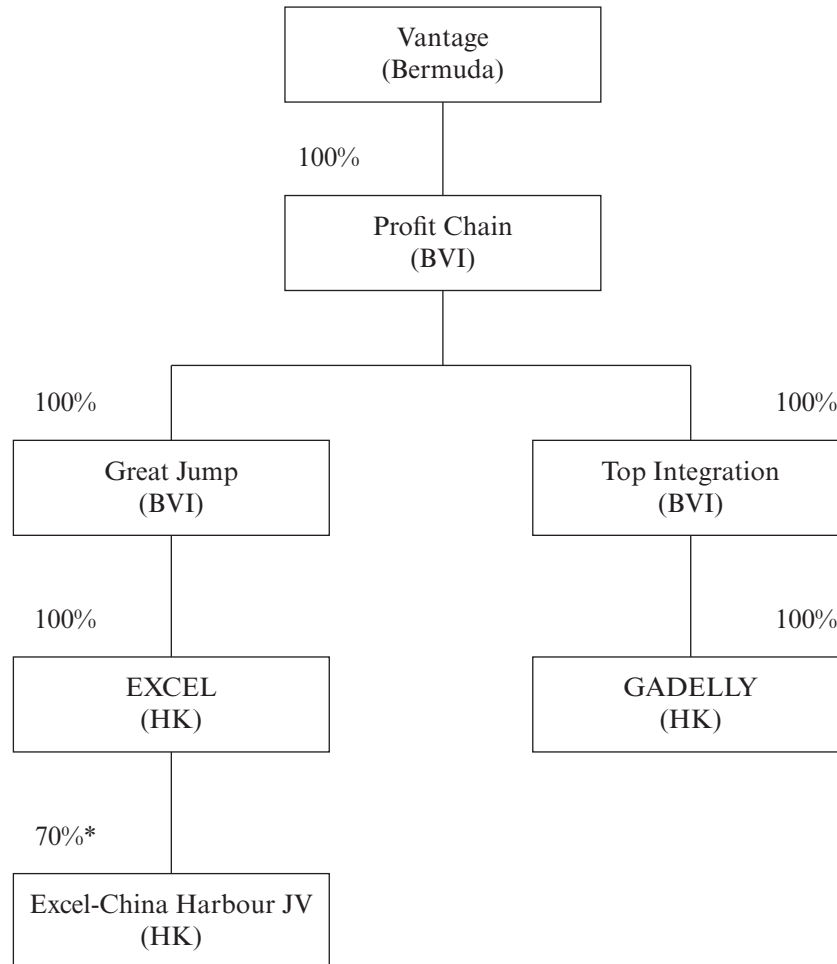 Vantage
(Bermuda)
100%
Profit Chain
(BVI)
100%
100%
Great Jump
(BVI)
Top Integration
(BVI)
100%
100%
EXCEL
(HK)
GADELLY
(HK)
70%*
Excel-China Harbour JV
(HK)